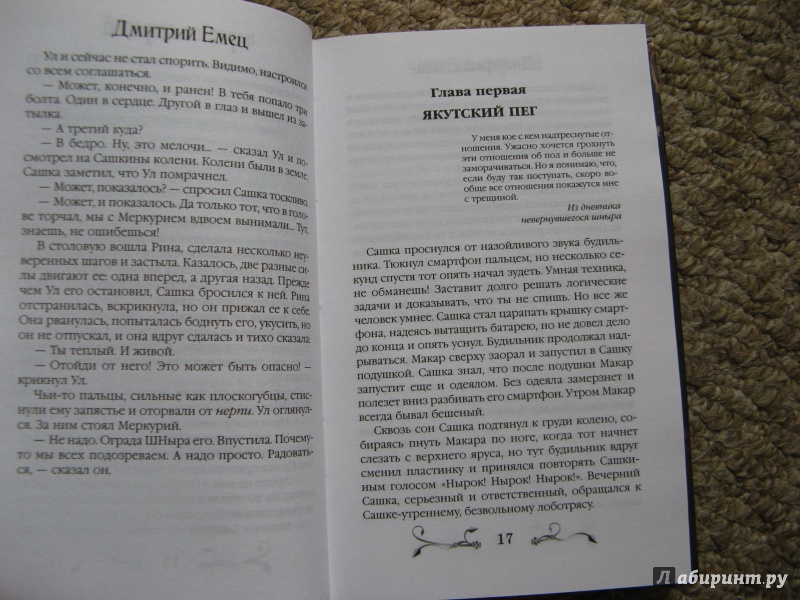 Дмитрий Емец
Ул и сейчас не стал спорить. Видимо, настроился
со всем соглашаться.
— Может, конечно, и ранен! В тебя попало три
болта. Один в сердце. Другой в глаз и вышел из за-
тылка.
— А третий куда?
— В бедро. Ну, это мелочи... — сказал Ул и по-
смотрел на Сашкины колени. Колени были в земле.
Сашка заметил, что Ул помрачнел.
— Может, показалось? — спросил Сашка тоскливо.
— Может, и показалось. Да только тот, что в голо-
ве торчал, мы с Меркурием вдвоем вынимали... Тут,
знаешь, не ошибешься!
В столовую вошла Рина, сделала несколько неу-
веренных шагов и застыла. Казалось, две разные си-
лы двигают ее: одна вперед, а другая назад. Прежде
чем Ул его остановил, Сашка бросился к ней. Рина
отстранилась, вскрикнула, но он прижал ее к себе.
Она рванулась, попыталась боднуть его, укусить, но
он не отпускал, и она вдруг сдалась и тихо сказала
— Ты теплый. И живой.
— Отойди от него! Это может быть опасно! —
крикнул Ул.
Чьи-то пальцы, сильные как плоскогубцы, стис-
нули ему запястье и оторвали от нерпи. Ул оглянул-
ся. За ним стоял Меркурий.
— Не надо. Ограда ШНыра его. Впустила. Почему-
то мы всех подозреваем. А надо просто. Радовать-
ся, — сказал он.
Глава первая
ЯКУТСКИЙ ПЕГ
У меня кое с кем надтреснутые от-
ношения. Ужасно хочется грохнуть
эти отношения об пол и больше не
заморачиваться. Но я понимаю, что,
если буду так поступать, скоро во-
обще все отношения покажутся мне
с трещиной.
Из дневника
невернувшегося шныра
Сашка проснулся от назойливого звука будиль-
ника. Тюкнул смартфон пальцем, но несколько се-
кунд спустя тот опять начал зудеть. Умная техника,
не обманешь! Заставит долго решать логические
задачи и доказывать, что ты не спишь. Но все же
человек умнее. Сашка стал царапать крышку смарт-
фона, надеясь вытащить батарею, но не довел дело
до конца и опять уснул. Будильник продолжал над-
рываться. Макар сверху заорал и запустил в Сашку
подушкой. Сашка знал, что после подушки Макар
запустит еще и одеялом. Без одеяла замерзнет и
полезет вниз разбивать его смартфон. Утром Макар
всегда бывал бешеный.
Сквозь сон Сашка подтянул к груди колено, со-
бираясь пнуть Макара по ноге, когда тот начнет
слезать с верхнего яруса, но тут будильник вдруг
сменил пластинку и принялся повторять Сашки-
ным голосом «Нырок! Нырок! Нырок!». Вечерний
Сашка, серьезный и ответственный, обращался к
Сашке-утреннему, безвольному лоботрясу.
17
Лабиринт.ру